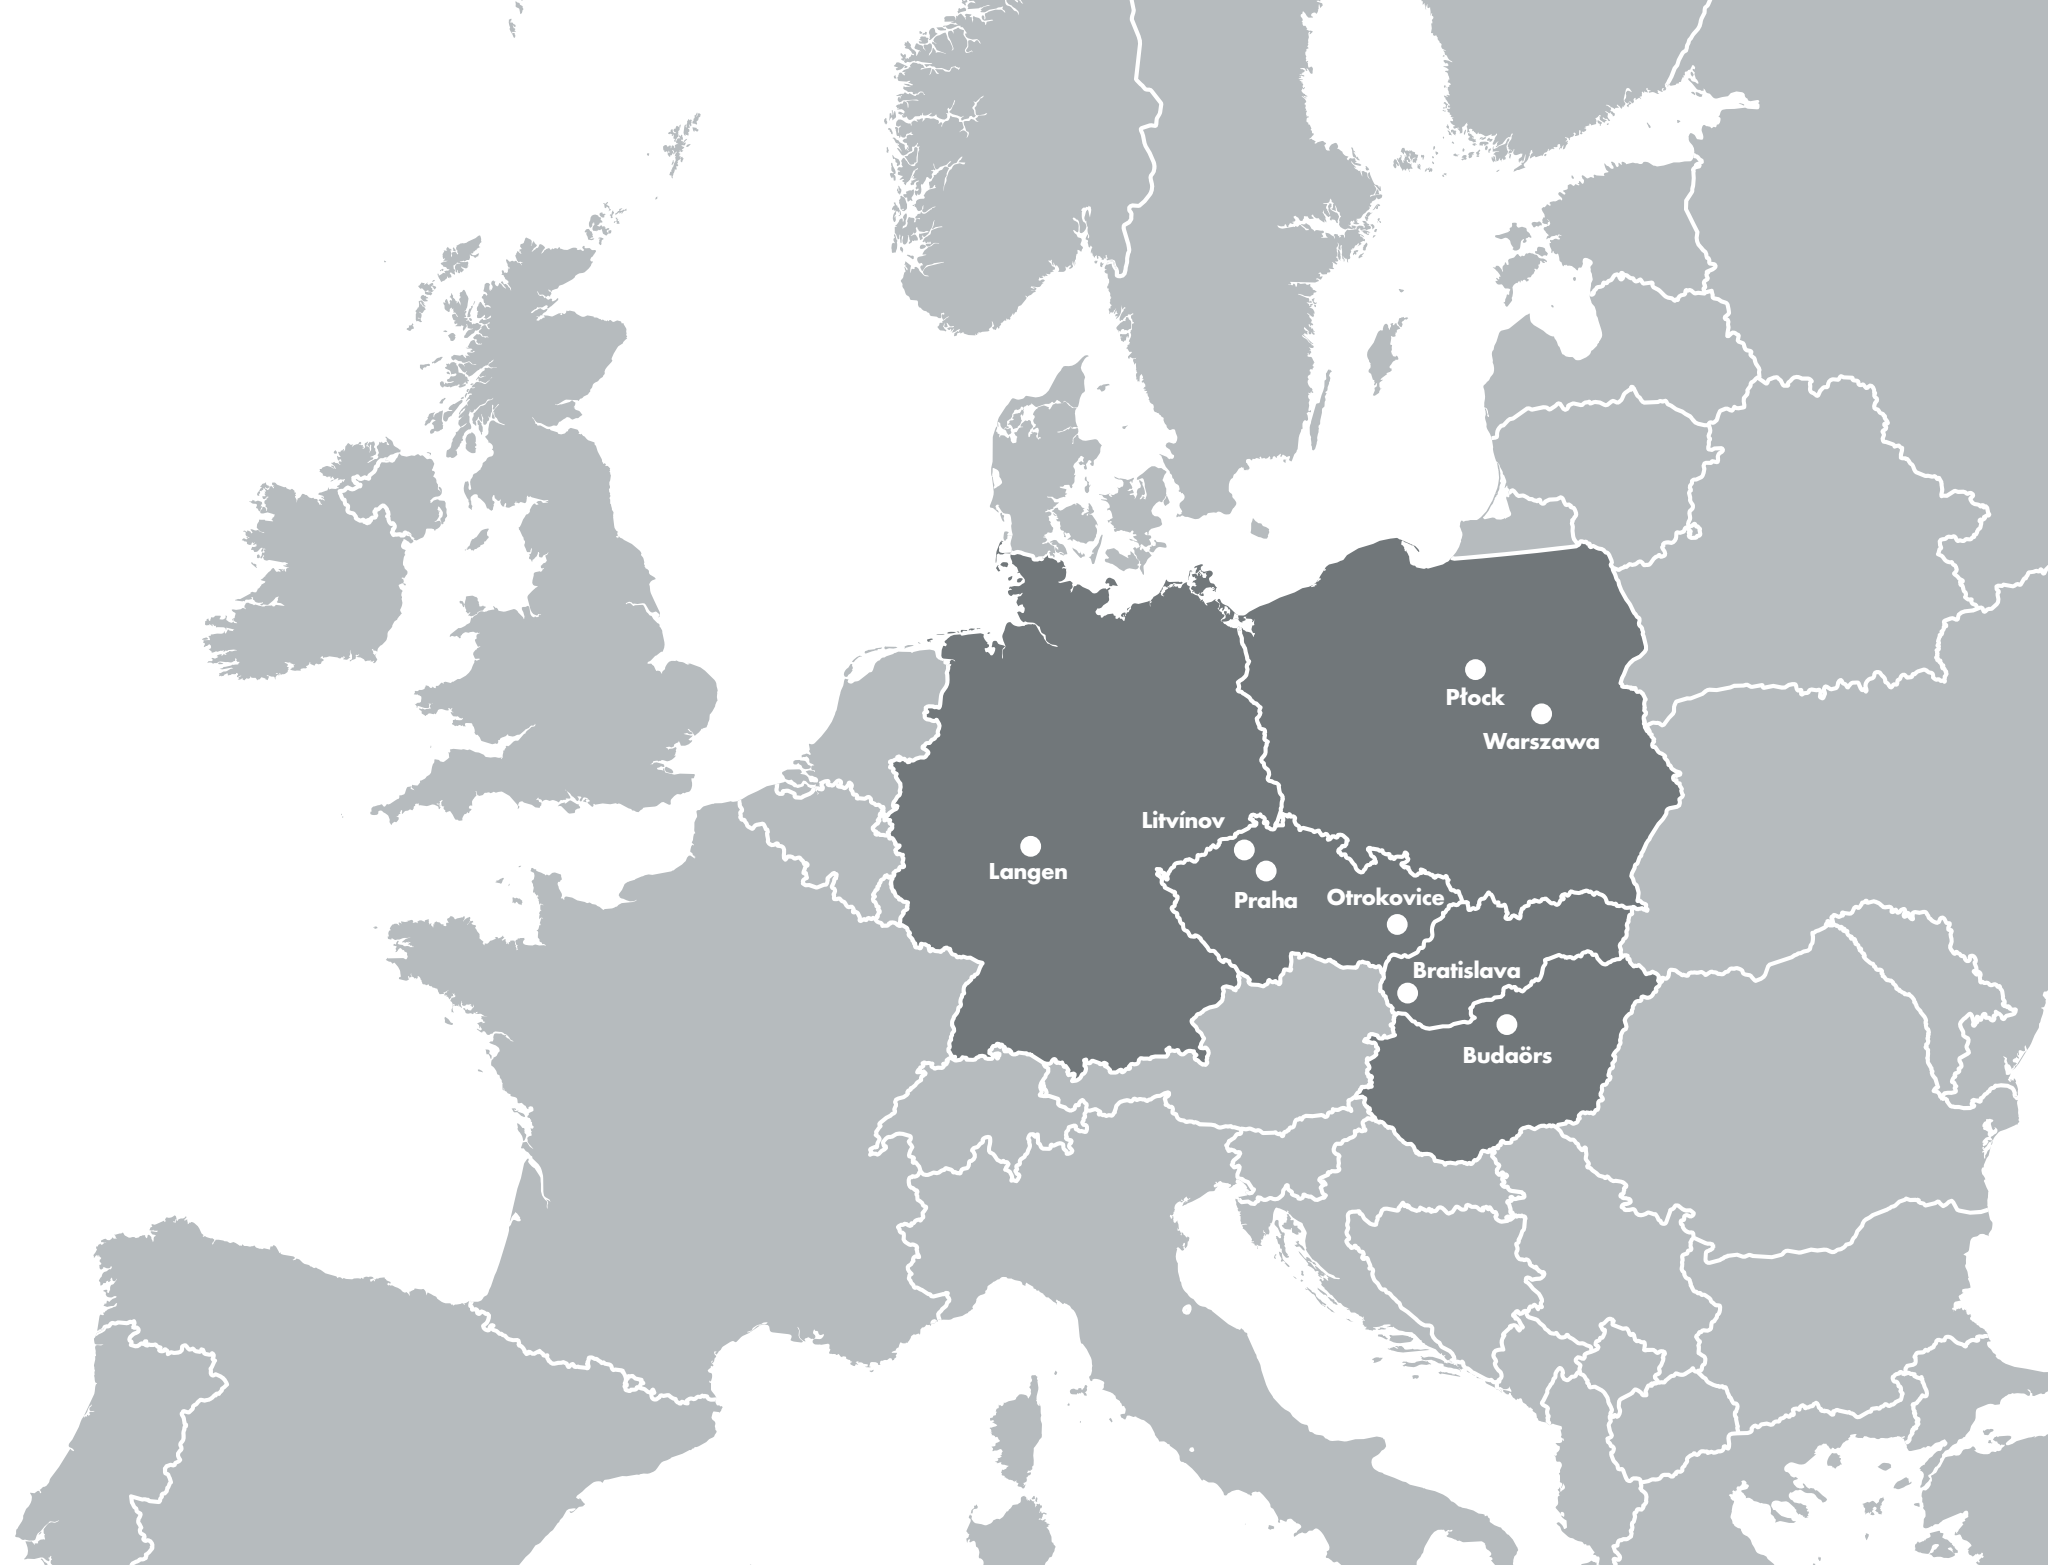 Płock
Warszawa
Litvínov
Langen
Praha
Otrokovice
Bratislava
Budaörs